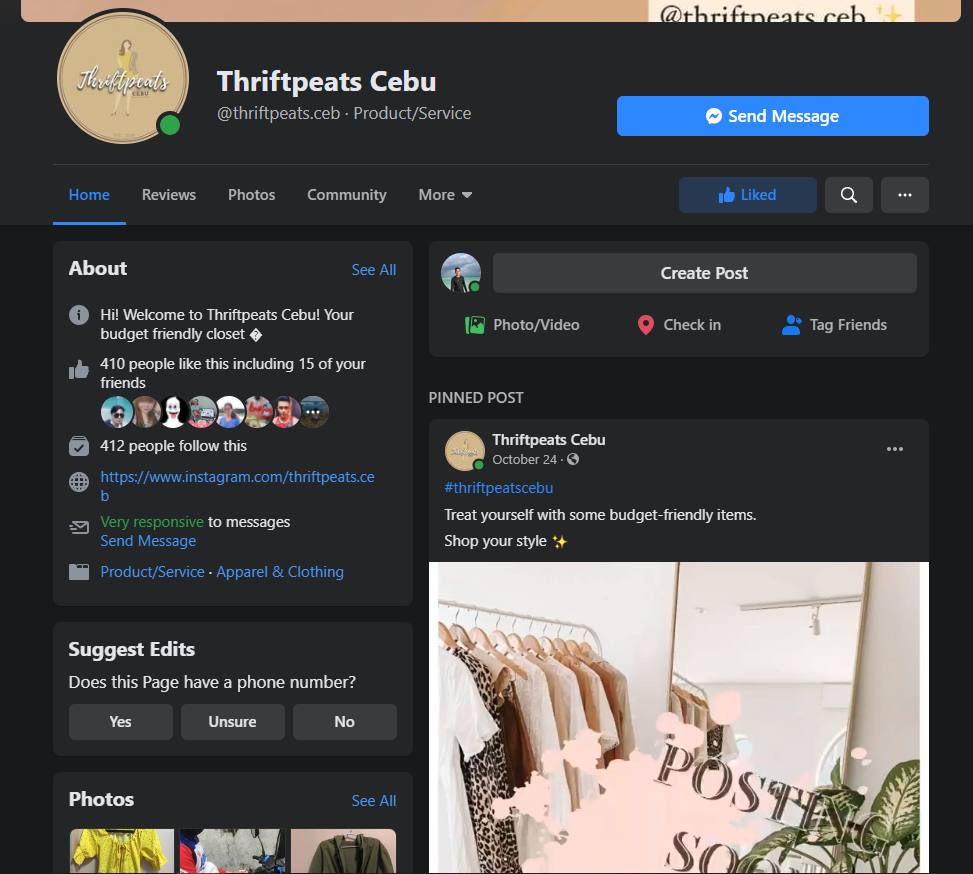 @thriftpeats.ceb ✨
Thriftpeats
CEBU
Thriftpeats Cebu
@thriftpeats.ceb · Product/Service
Send Message
Home
Reviews
Photos
Community
More
Liked
About
See All
Hi! Welcome to Thriftpeats Cebu! Your
budget friendly closet �
410 people like this including 15 of your
friends
412 people follow this
https://www.instagram.com/thriftpeats.ce
b
Very responsive to messages
Send Message
Product/Service · Apparel & Clothing
Suggest Edits
Does this Page have a phone number?
Yes
Unsure
No
Photos
See All
Create Post
Photo/Video
Check in
Tag Friends
PINNED POST
Thriftpeats Cebu
October 24 ·
#thriftpeatscebu
Treat yourself with some budget-friendly items.
Shop your style ✨
POSTING
SOON